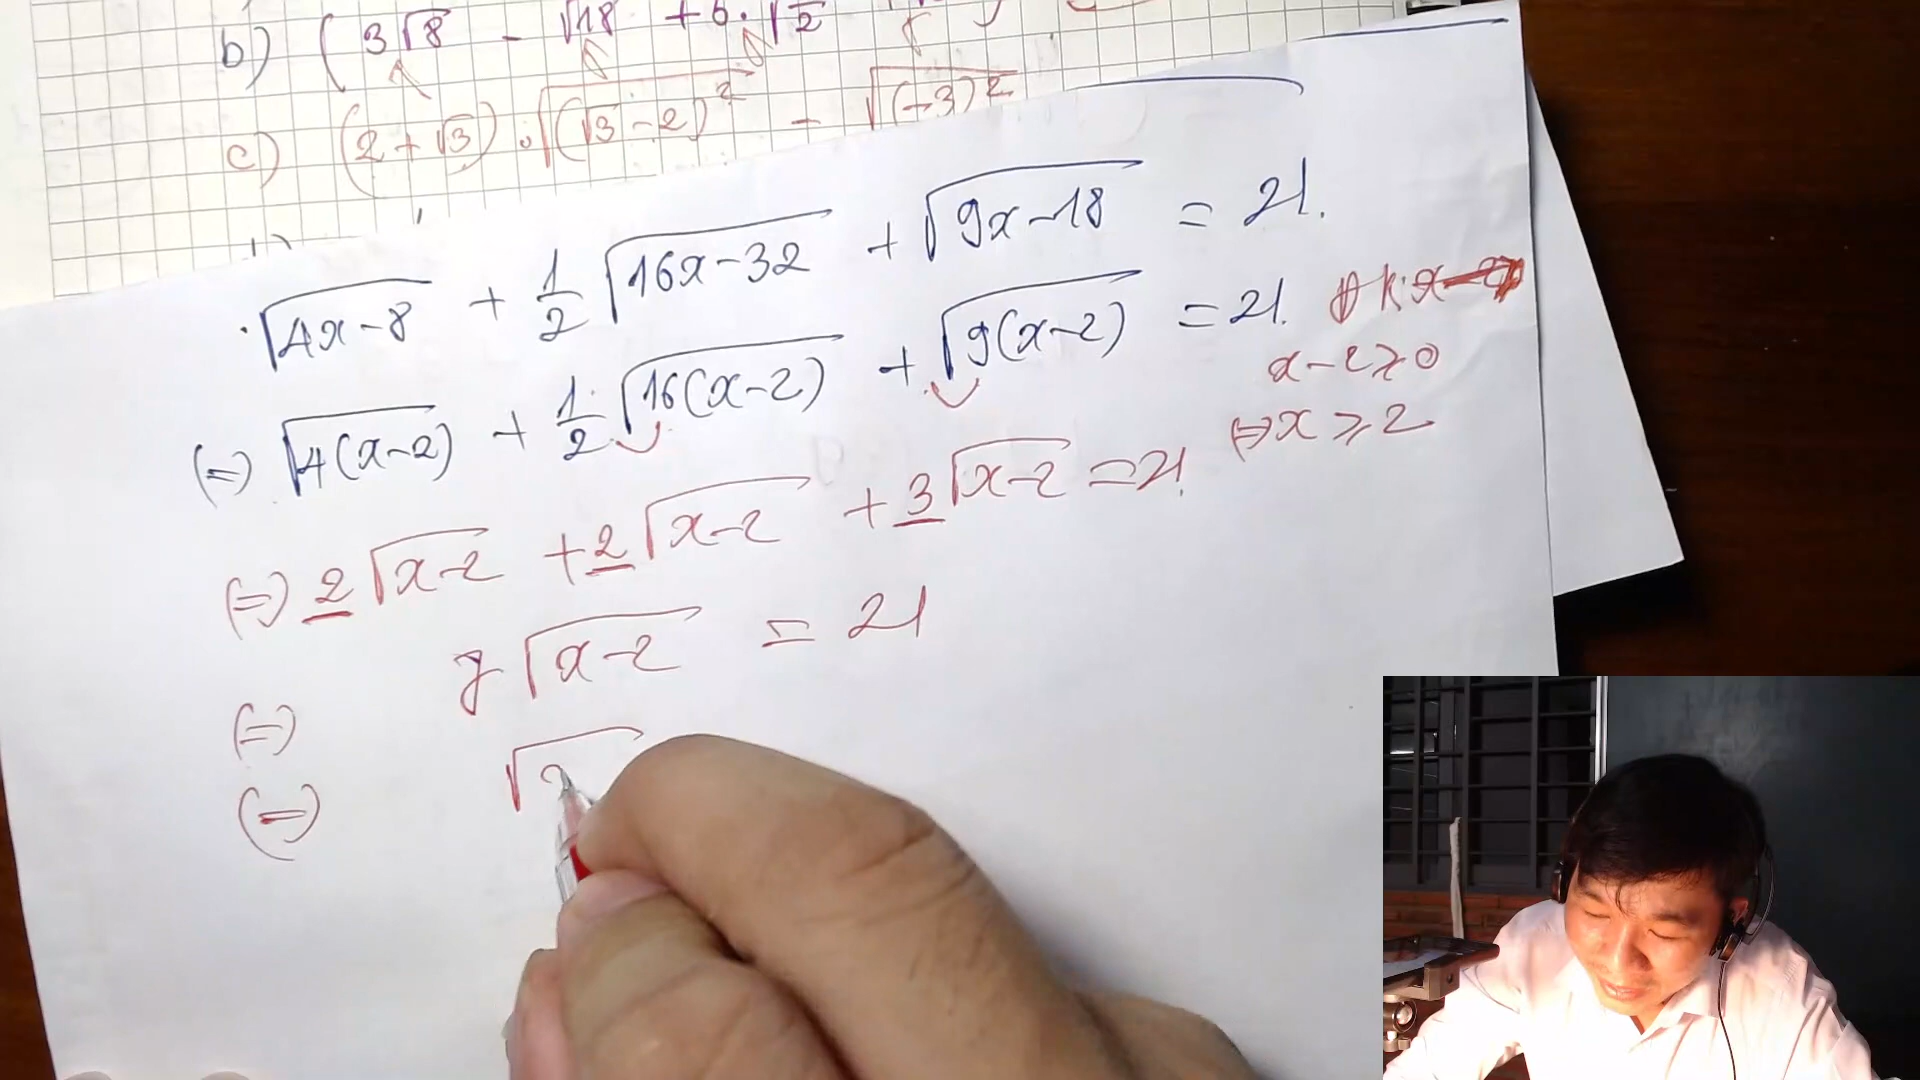 b) ( 3√8 - √18 + 6.√2
c) (2+√3).√(√3-2)² - √(-3)²
√4x-8 + 1/2 √16x-32 + √9x-18 = 21.
(=) √4(x-2) + 1/2 √16(x-2) + √9(x-2) = 21. ĐK: x
x-2≥0
(=) x ≥ 2
(=) 2√x-2 + 2√x-2 + 3√x-2 = 21.
(=) 7√x-2 = 21
(=) √